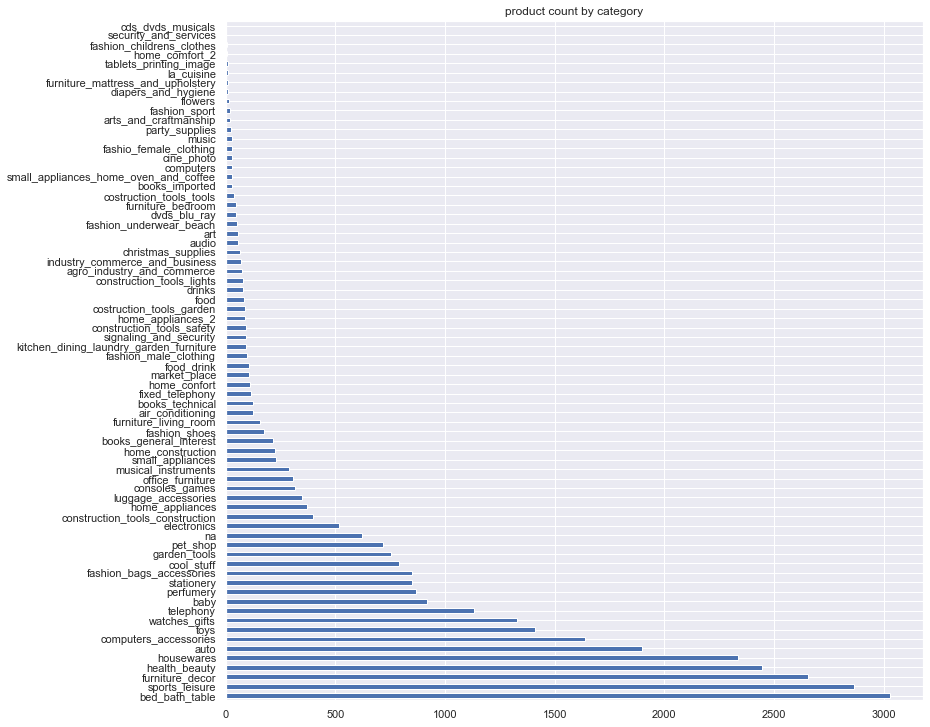 product count by category
cds_dvds_musicals
security_and_services
fashion_childrens_clothes
home_comfort_2
tablets_printing_image
la_cuisine
furniture_mattress_and_upholstery
diapers_and_hygiene
flowers
fashion_sport
arts_and_craftmanship
party_supplies
music
fashio_female_clothing
cine_photo
computers
small_appliances_home_oven_and_coffee
books_imported
costruction_tools_tools
furniture_bedroom
dvds_blu_ray
fashion_underwear_beach
art
audio
christmas_supplies
industry_commerce_and_business
agro_industry_and_commerce
construction_tools_lights
drinks
food
costruction_tools_garden
home_appliances_2
construction_tools_safety
signaling_and_security
kitchen_dining_laundry_garden_furniture
fashion_male_clothing
food_drink
market_place
home_confort
fixed_telephony
books_technical
air_conditioning
furniture_living_room
fashion_shoes
books_general_interest
home_construction
small_appliances
musical_instruments
office_furniture
consoles_games
luggage_accessories
home_appliances
construction_tools_construction
electronics
na
pet_shop
garden_tools
cool_stuff
fashion_bags_accessories
stationery
perfumery
baby
telephony
watches_gifts
toys
computers_accessories
auto
housewares
health_beauty
furniture_decor
sports_leisure
bed_bath_table
0 500 1000 1500 2000 2500 3000